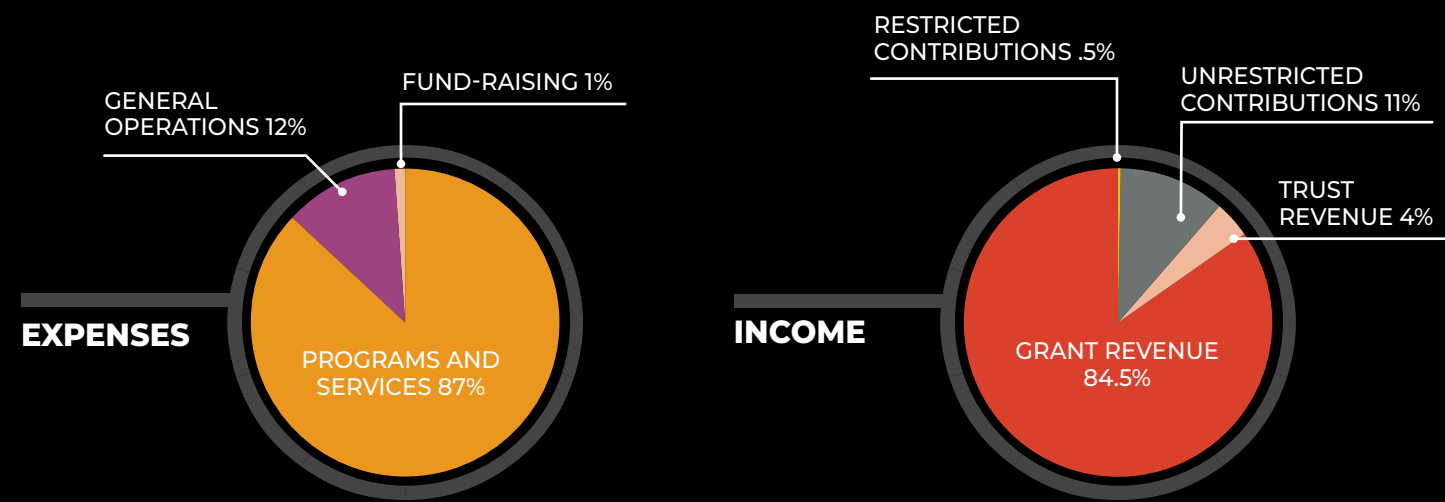 GENERAL
OPERATIONS 12%
FUND-RAISING 1%
EXPENSES
PROGRAMS AND
SERVICES 87%
RESTRICTED
CONTRIBUTIONS .5%
UNRESTRICTED
CONTRIBUTIONS 11%
TRUST
REVENUE 4%
INCOME
GRANT REVENUE
84.5%